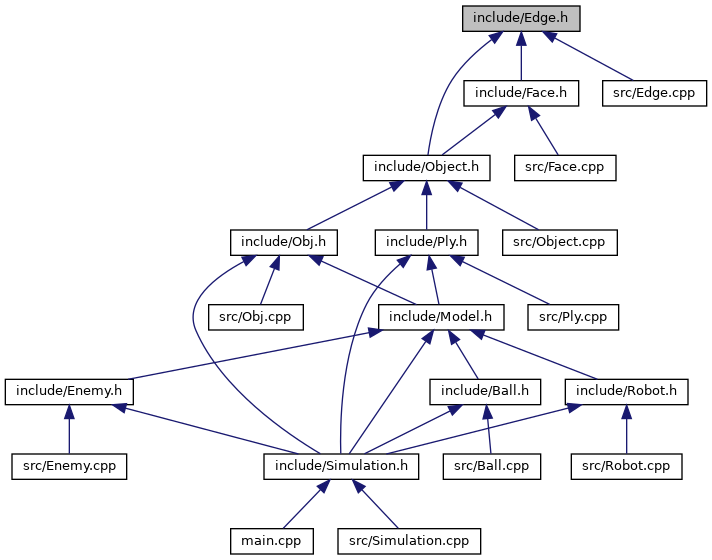 include/Edge.h
include/Face.h
src/Edge.cpp
include/Object.h
src/Face.cpp
include/Obj.h
include/Ply.h
src/Object.cpp
src/Obj.cpp
include/Model.h
src/Ply.cpp
include/Enemy.h
include/Ball.h
include/Robot.h
src/Enemy.cpp
include/Simulation.h
src/Ball.cpp
src/Robot.cpp
main.cpp
src/Simulation.cpp